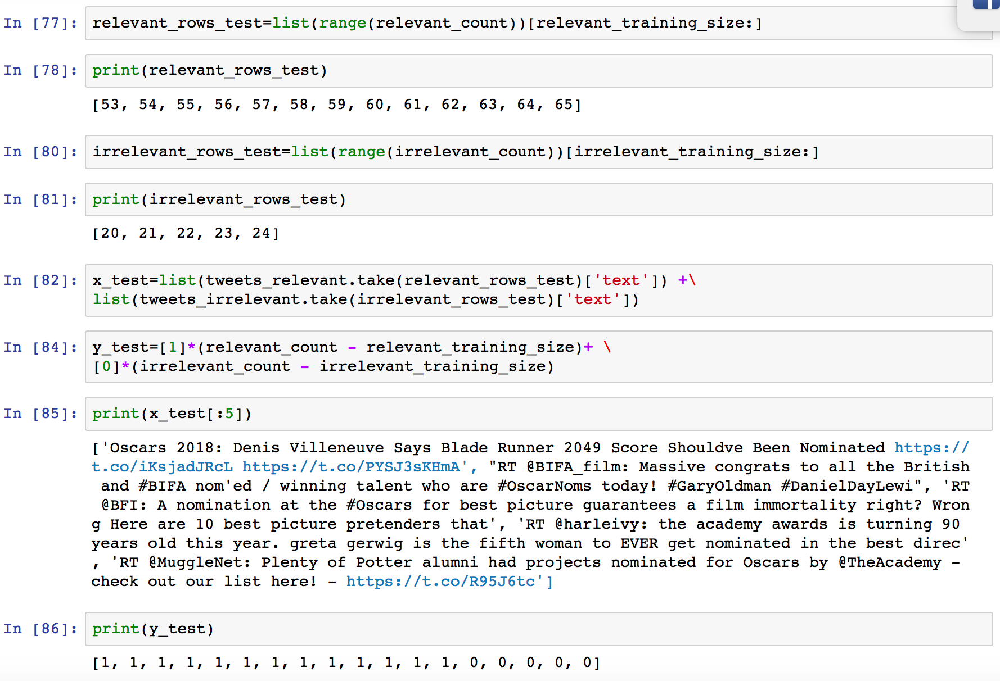 In [77]: relevant_rows_test=list(range(relevant_count))[relevant_training_size:]
In [78]: print(relevant_rows_test)
[53, 54, 55, 56, 57, 58, 59, 60, 61, 62, 63, 64, 65]
In [80]: irrelevant_rows_test=list(range(irrelevant_count))[irrelevant_training_size:]
In [81]: print(irrelevant_rows_test)
[20, 21, 22, 23, 24]
In [82]: x_test=list(tweets_relevant.take(relevant_rows_test)['text']) +\
list(tweets_irrelevant.take(irrelevant_rows_test)['text'])
In [84]: y_test=[1]*(relevant_count - relevant_training_size)+ \
[0]*(irrelevant_count - irrelevant_training_size)
In [85]: print(x_test[:5])
['Oscars 2018: Denis Villeneuve Says Blade Runner 2049 Score Shouldve Been Nominated https://
t.co/iKsjadJRcL https://t.co/PYSJ3sKHmA', "RT @BIFA_film: Massive congrats to all the British
and #BIFA nom'ed / winning talent who are #OscarNoms today! #GaryOldman #DanielDayLewi", 'RT
@BFI: A nomination at the #Oscars for best picture guarantees a film immortality right? Wron
g Here are 10 best picture pretenders that', 'RT @harleivy: the academy awards is turning 90
years old this year. greta gerwig is the fifth woman to EVER get nominated in the best direc'
, 'RT @MuggleNet: Plenty of Potter alumni had projects nominated for Oscars by @TheAcademy -
check out our list here! - https://t.co/R95J6tc']
In [86]: print(y_test)
[1, 1, 1, 1, 1, 1, 1, 1, 1, 1, 1, 1, 1, 0, 0, 0, 0, 0]